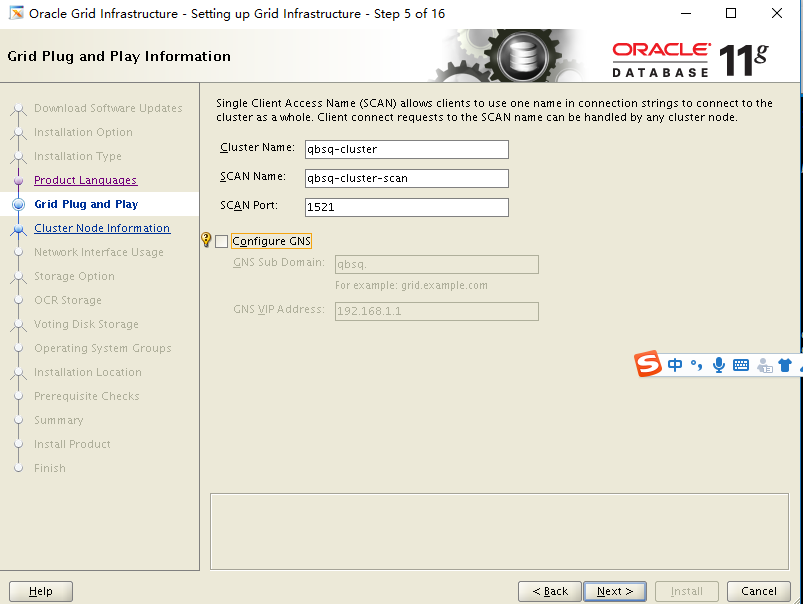 Oracle Grid Infrastructure - Setting up Grid Infrastructure - Step 5 of 16
Grid Plug and Play Information
ORACLE
DATABASE 11g
Download Software Updates
Installation Option
Installation Type
Product Languages
Grid Plug and Play
Cluster Node Information
Network Interface Usage
Storage Option
OCR Storage
Voting Disk Storage
Operating System Groups
Installation Location
Prerequisite Checks
Summary
Install Product
Finish
Single Client Access Name (SCAN) allows clients to use one name in connection strings to connect to the
cluster as a whole. Client connect requests to the SCAN name can be handled by any cluster node.
Cluster Name: qbsq-cluster
SCAN Name: qbsq-cluster-scan
SCAN Port: 1521
Configure GNS
GNS Sub Domain: qbsq.
For example: grid.example.com
GNS VIP Address: 192.168.1.1
S 中
Help
< Back
Next >
Install
Cancel